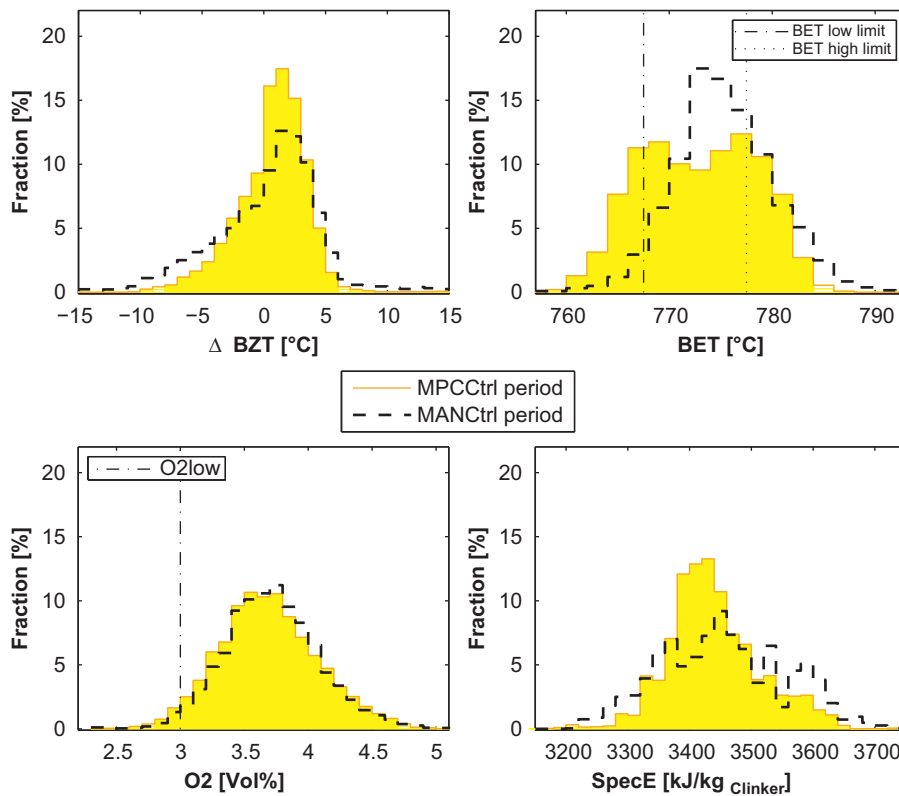 Fraction [%]
20
15
10
5
0
−15 −10 −5 0 5 10 15
Δ BZT [°C]
BET low limit
BET high limit
Fraction [%]
20
15
10
5
0
760 770 780 790
BET [°C]
MPCCtrl period
MANCtrl period
O2low
Fraction [%]
20
15
10
5
0
2.5 3 3.5 4 4.5 5
O2 [Vol%]
Fraction [%]
20
15
10
5
0
3200 3300 3400 3500 3600 3700
SpecE [kJ/kg Clinker]